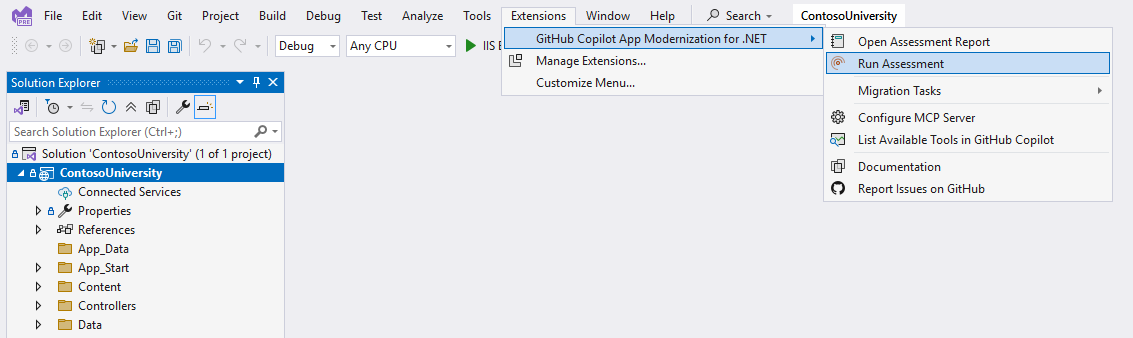 PRE File Edit View Git Project Build Debug Test Analyze Tools Extensions Window Help Search ContosoUniversity
Debug Any CPU IIS
GitHub Copilot App Modernization for .NET
Manage Extensions...
Customize Menu...
Open Assessment Report
Run Assessment
Migration Tasks
Configure MCP Server
List Available Tools in GitHub Copilot
Documentation
Report Issues on GitHub
Solution Explorer
Search Solution Explorer (Ctrl+;)
Solution 'ContosoUniversity' (1 of 1 project)
ContosoUniversity
Connected Services
Properties
References
App_Data
App_Start
Content
Controllers
Data